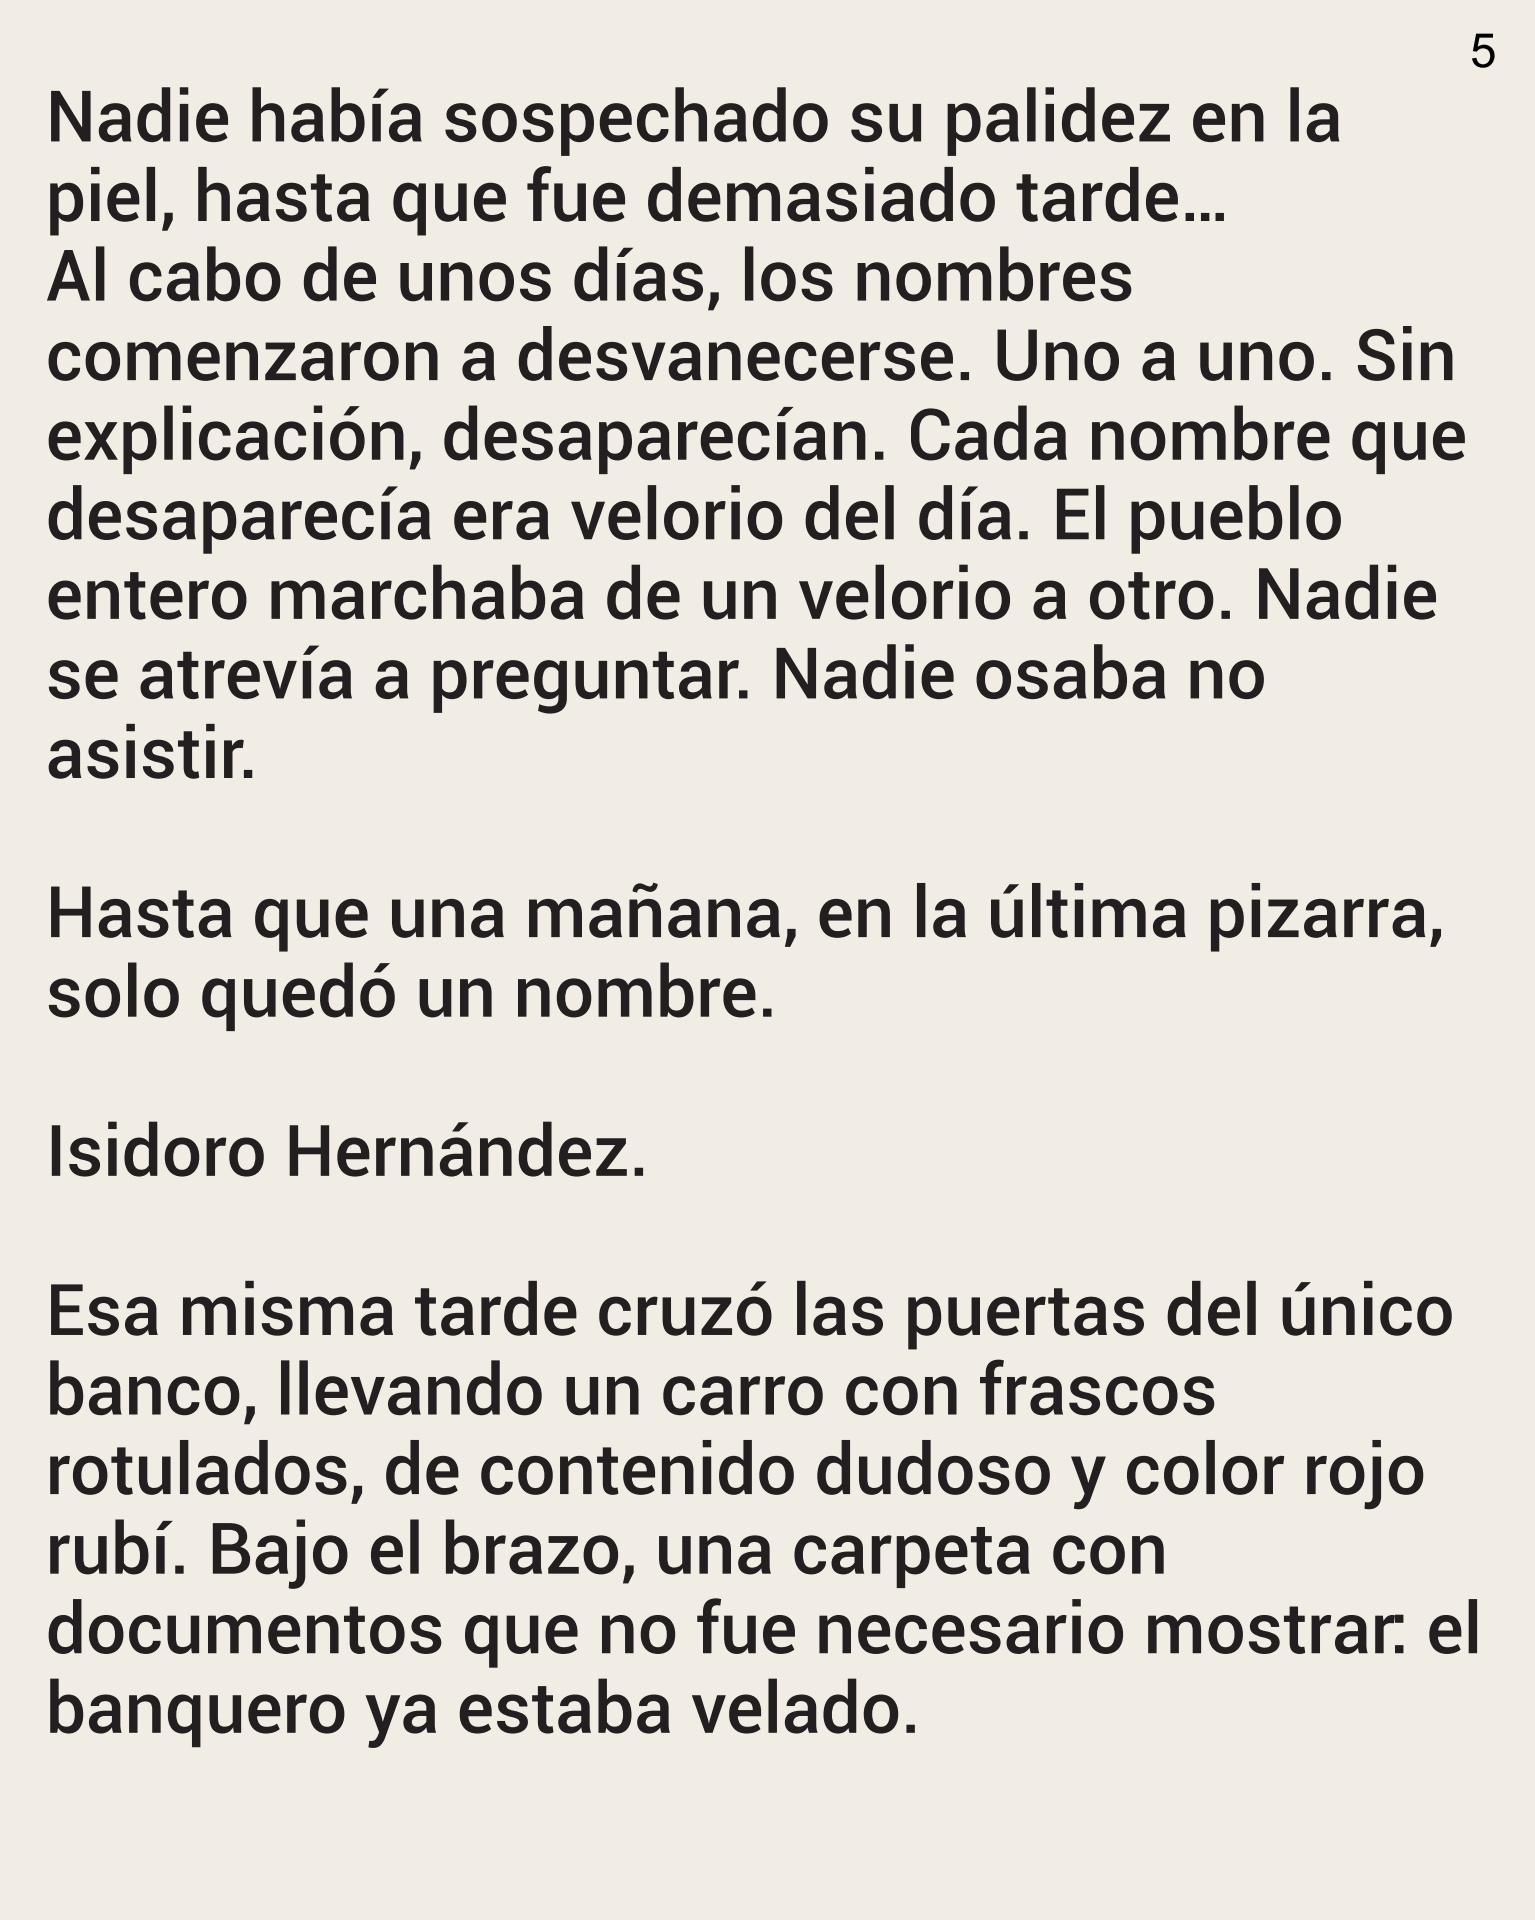 5
Nadie había sospechado su palidez en la
piel, hasta que fue demasiado tarde...
Al cabo de unos días, los nombres
comenzaron a desvanecerse. Uno a uno. Sin
explicación, desaparecían. Cada nombre que
desaparecía era velorio del día. El pueblo
entero marchaba de un velorio a otro. Nadie
se atrevía a preguntar. Nadie osaba no
asistir.
Hasta que una mañana, en la última pizarra,
solo quedó un nombre.
Isidoro Hernández.
Esa misma tarde cruzó las puertas del único
banco, llevando un carro con frascos
rotulados, de contenido dudoso y color rojo
rubí. Bajo el brazo, una carpeta con
documentos que no fue necesario mostrar: el
banquero ya estaba velado.